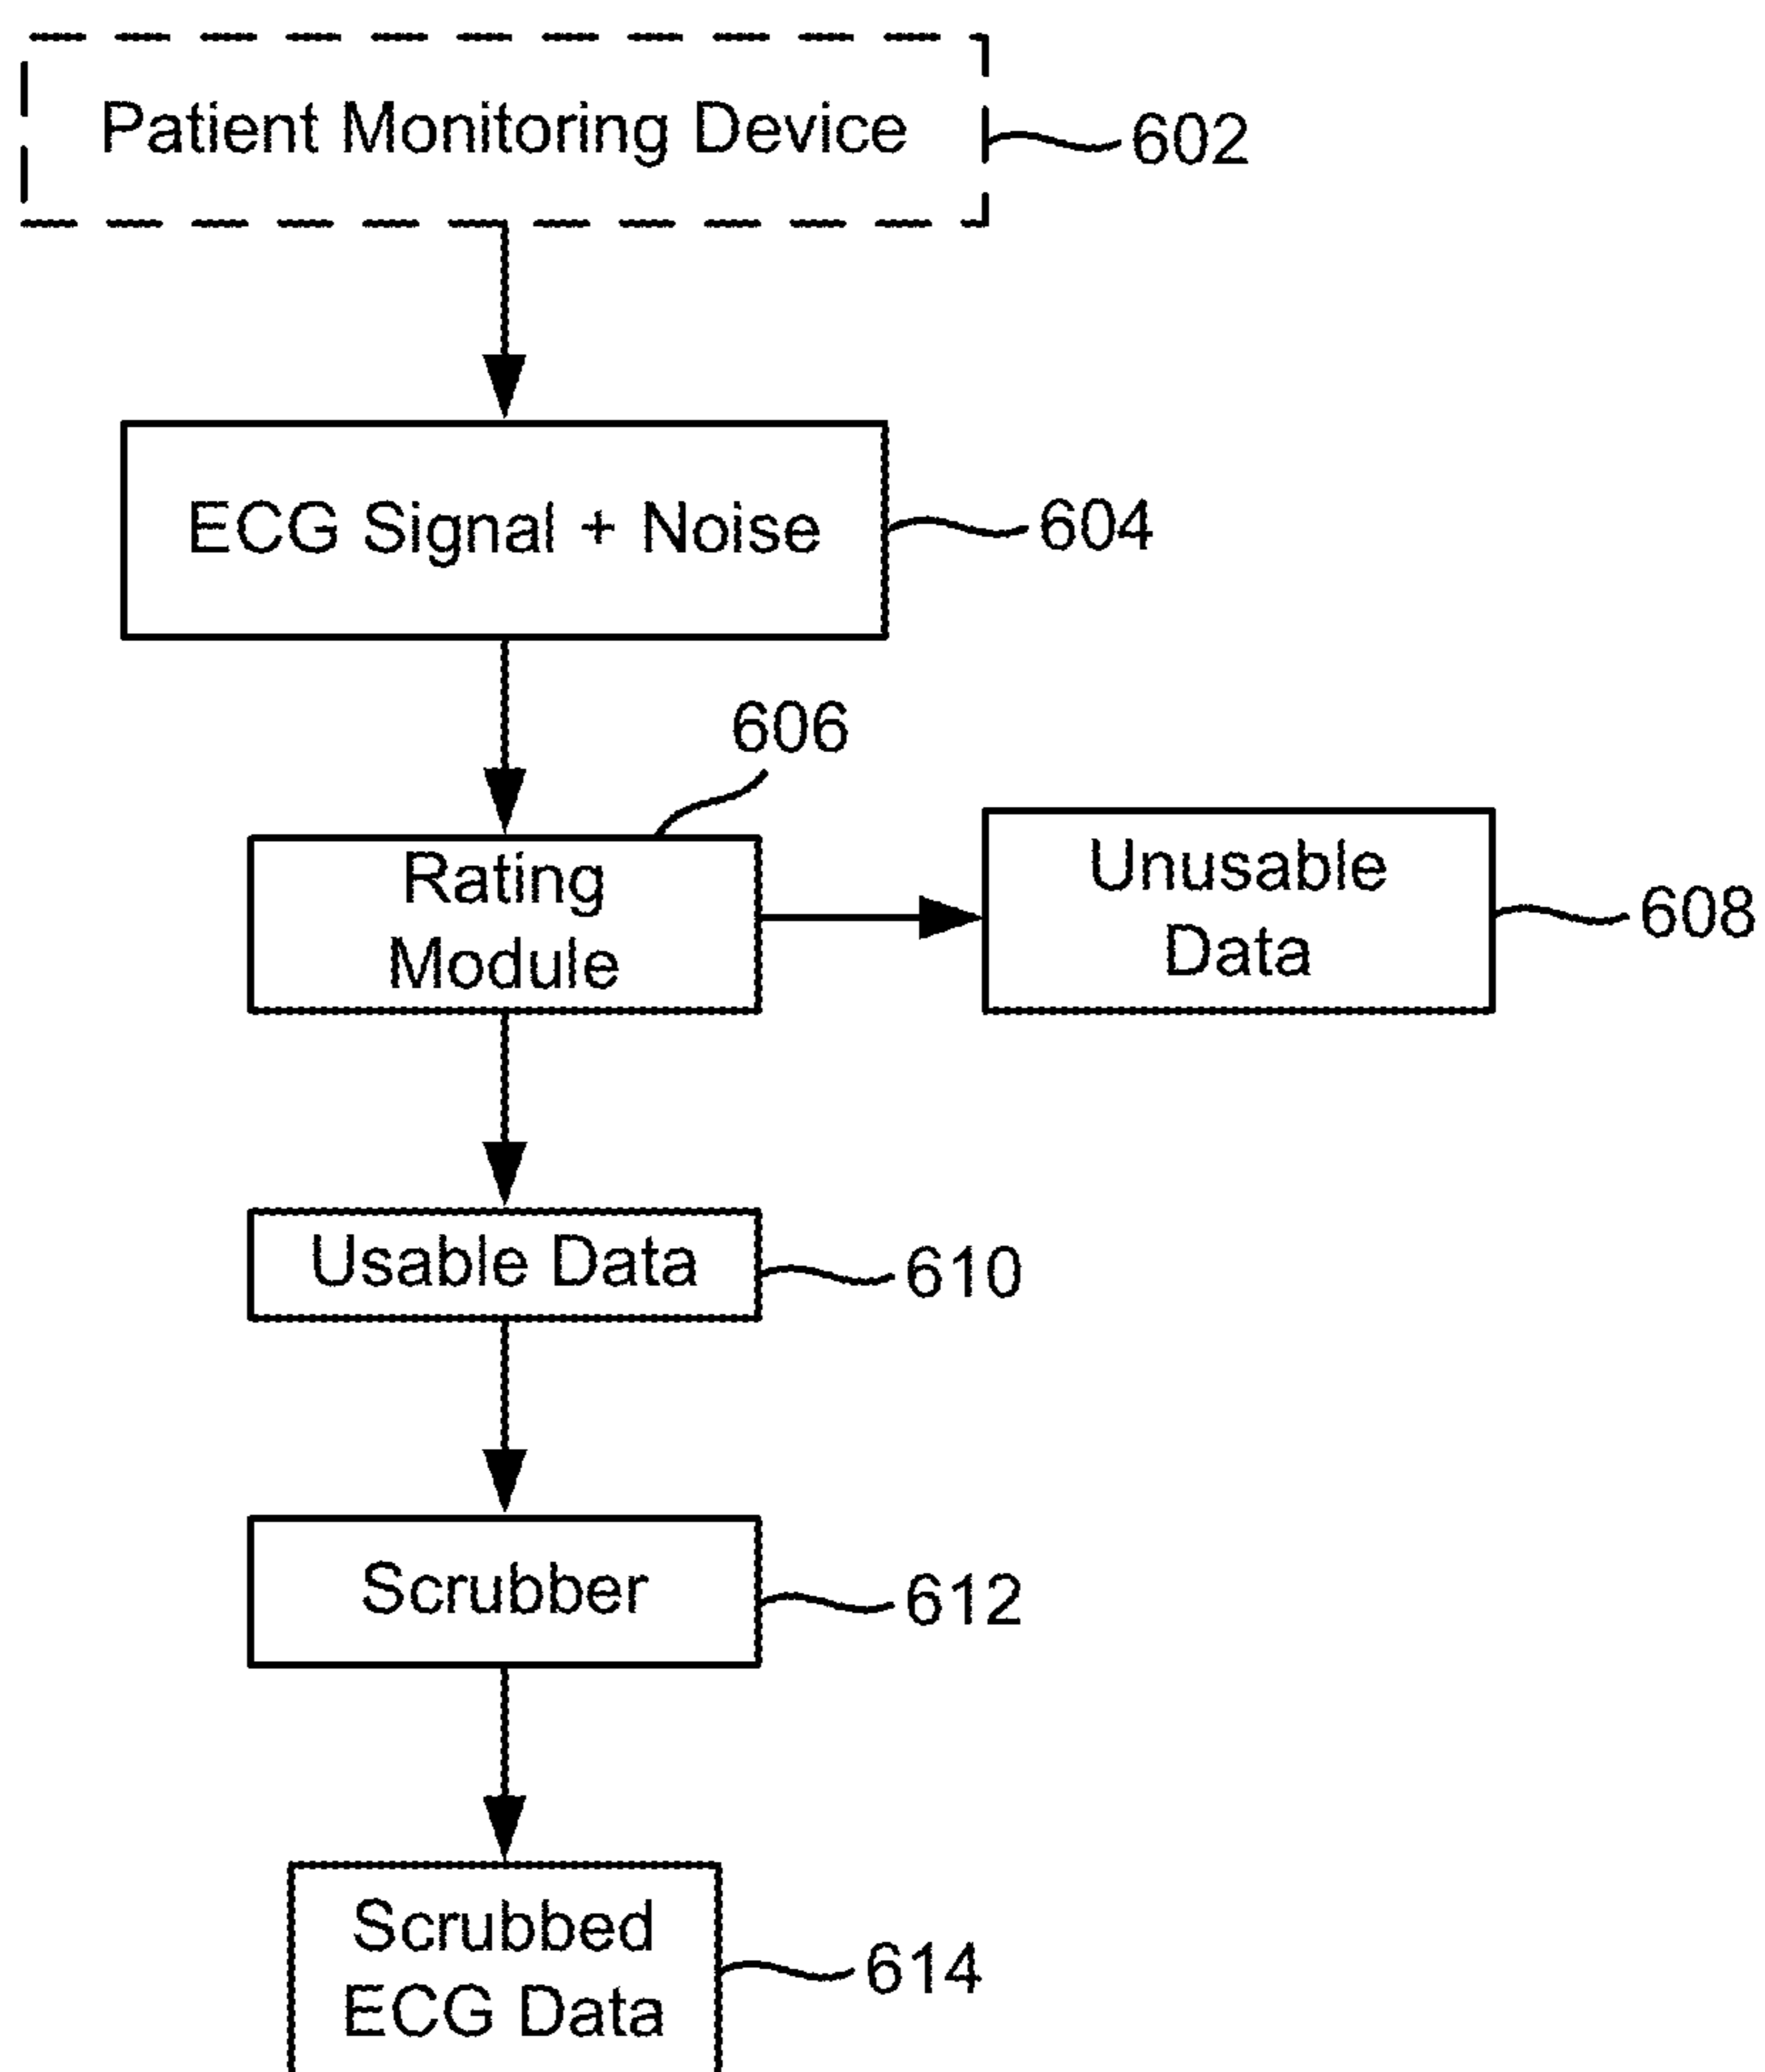 Patient Monitoring Device
602
ECG Signal + Noise
604
606
Rating
Module
Unusable
Data
608
Usable Data
610
Scrubber
612
Scrubbed
ECG Data
614